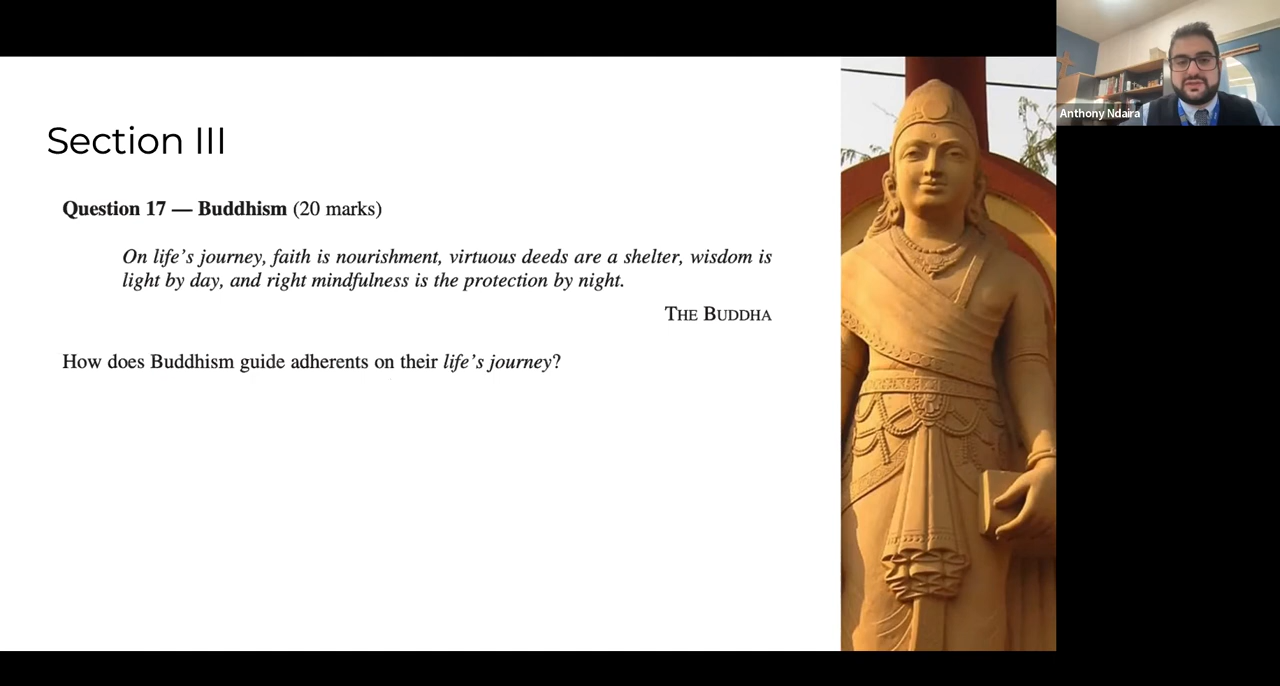 Section III
Question 17 — Buddhism (20 marks)
On life's journey, faith is nourishment, virtuous deeds are a shelter, wisdom is
light by day, and right mindfulness is the protection by night.
THE BUDDHA
How does Buddhism guide adherents on their life's journey?
Anthony Ndaira